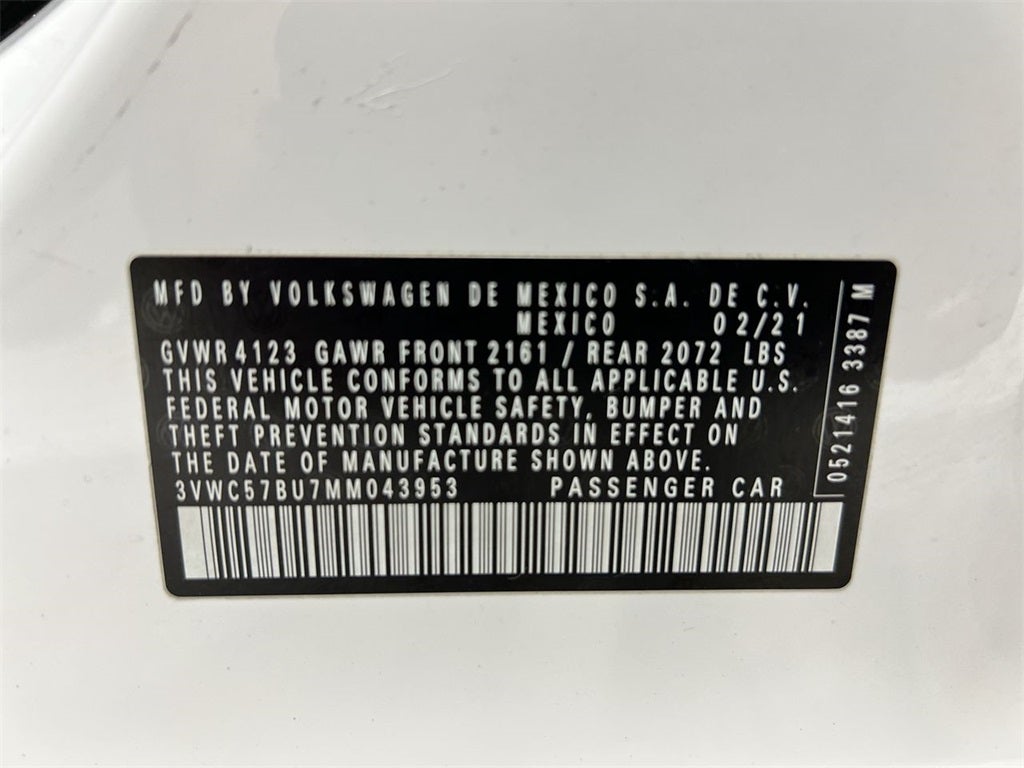 MFD BY VOLKSWAGEN DE MEXICO S.A. DE C.V.
MEXICO 02/21
GVWR 4123 GAWR FRONT 2161 / REAR 2072 LBS
THIS VEHICLE CONFORMS TO ALL APPLICABLE U.S.
FEDERAL MOTOR VEHICLE SAFETY, BUMPER AND
THEFT PREVENTION STANDARDS IN EFFECT ON
THE DATE OF MANUFACTURE SHOWN ABOVE.
3VWC57BU7MM043953 PASSENGER CAR
0521416 3387 M